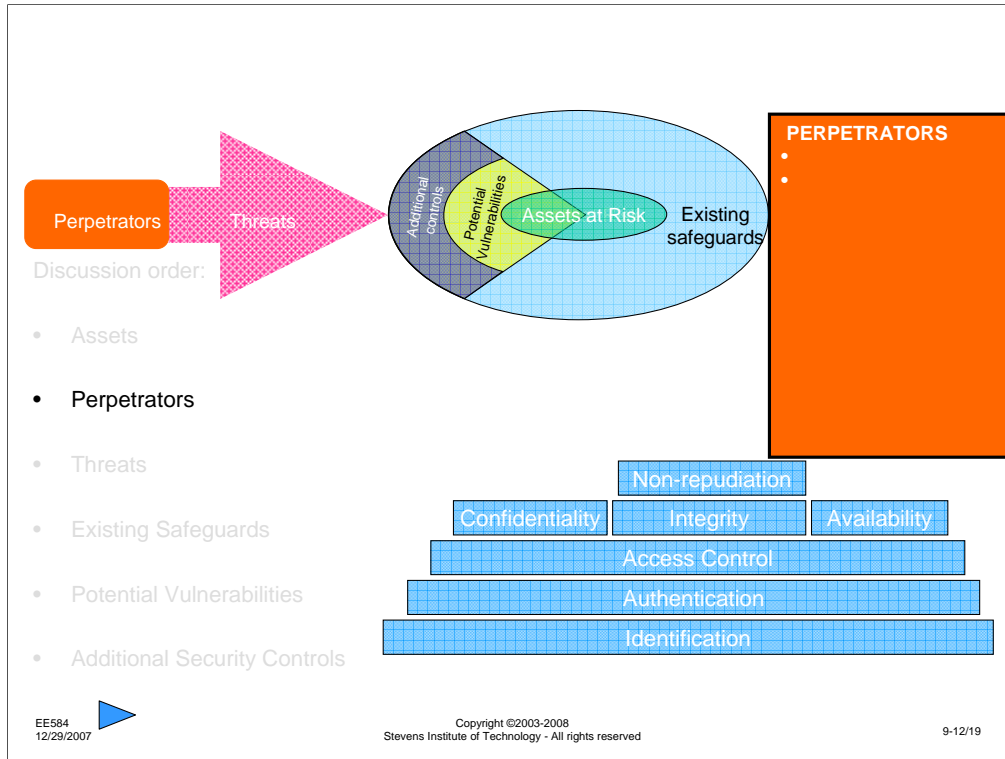 Perpetrators
Threats
Additional
controls
Potential
Vulnerabilities
Assets at Risk
Existing
safeguards
PERPETRATORS
•
•
Discussion order:
• Assets
• Perpetrators
• Threats
• Existing Safeguards
• Potential Vulnerabilities
• Additional Security Controls
Non-repudiation
Confidentiality
Integrity
Availability
Access Control
Authentication
Identification
EE584
12/29/2007
Copyright ©2003-2008
Stevens Institute of Technology - All rights reserved
9-12/19